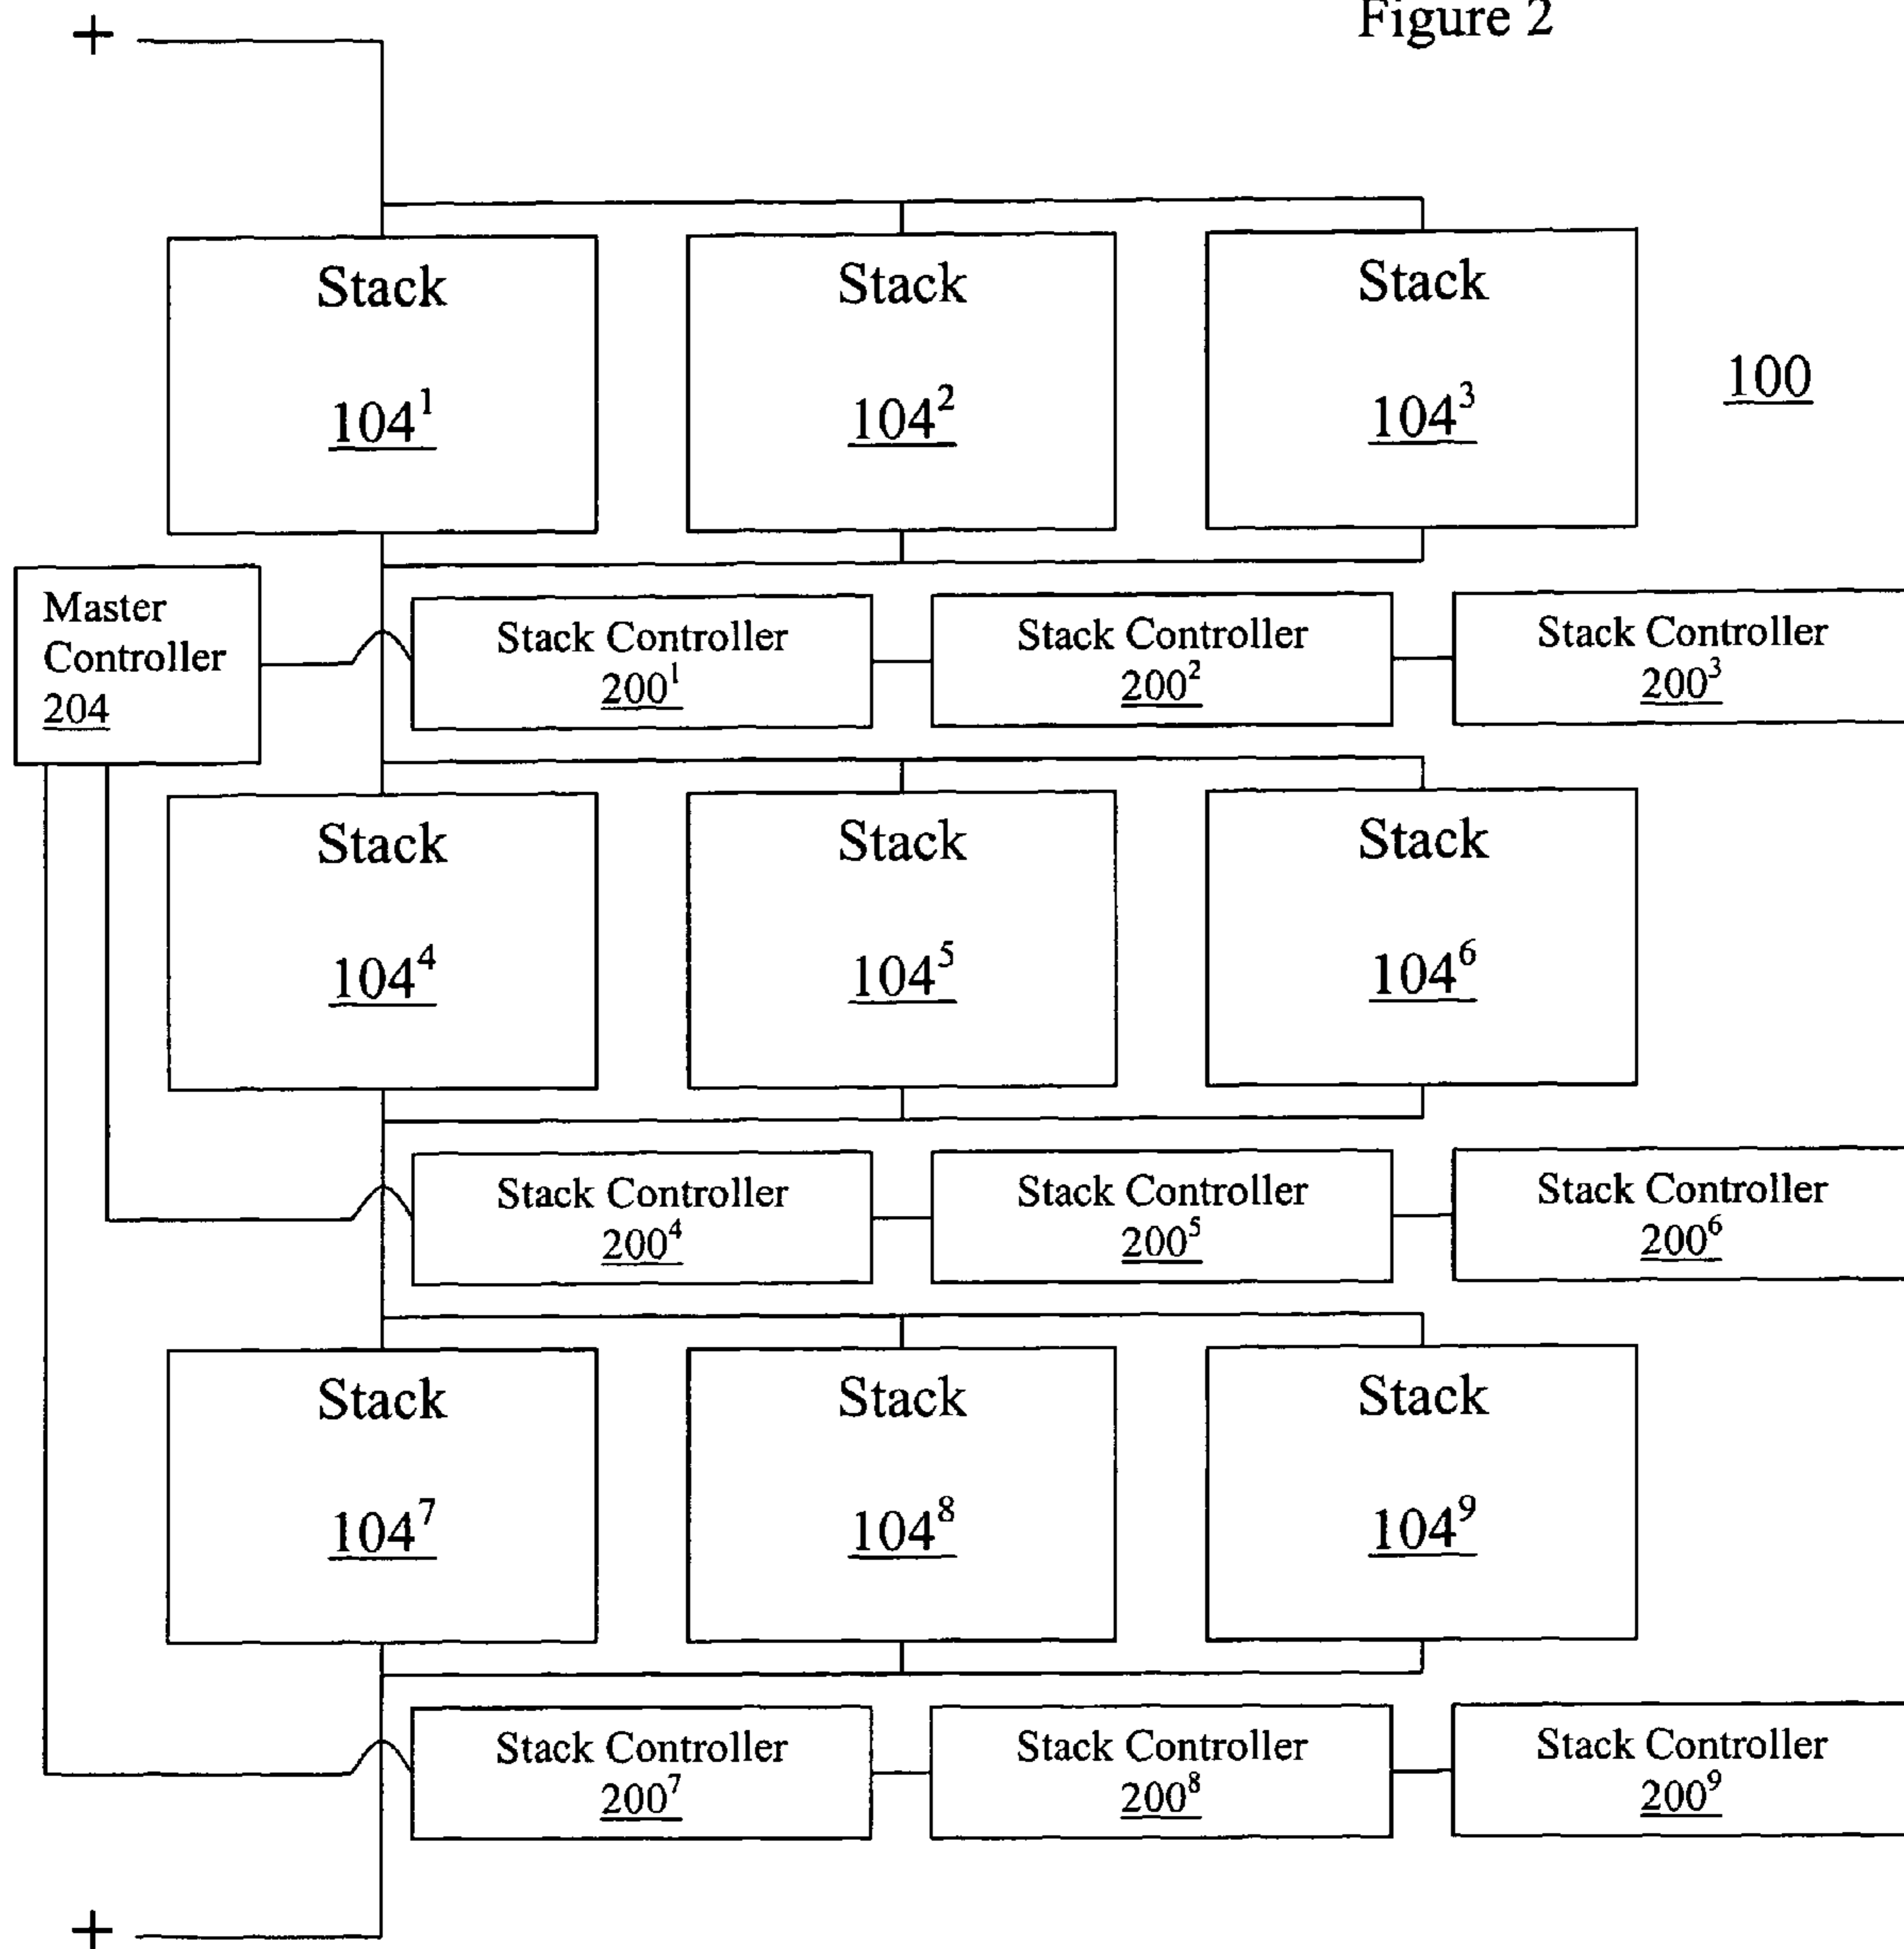 Figure 2
+
Stack
104¹
Stack
104²
Stack
104³
100
Master
Controller
204
Stack Controller
200¹
Stack Controller
200²
Stack Controller
200³
Stack
104⁴
Stack
104⁵
Stack
104⁶
Stack Controller
200⁴
Stack Controller
200⁵
Stack Controller
200⁶
Stack
104⁷
Stack
104⁸
Stack
104⁹
Stack Controller
200⁷
Stack Controller
200⁸
Stack Controller
200⁹
+